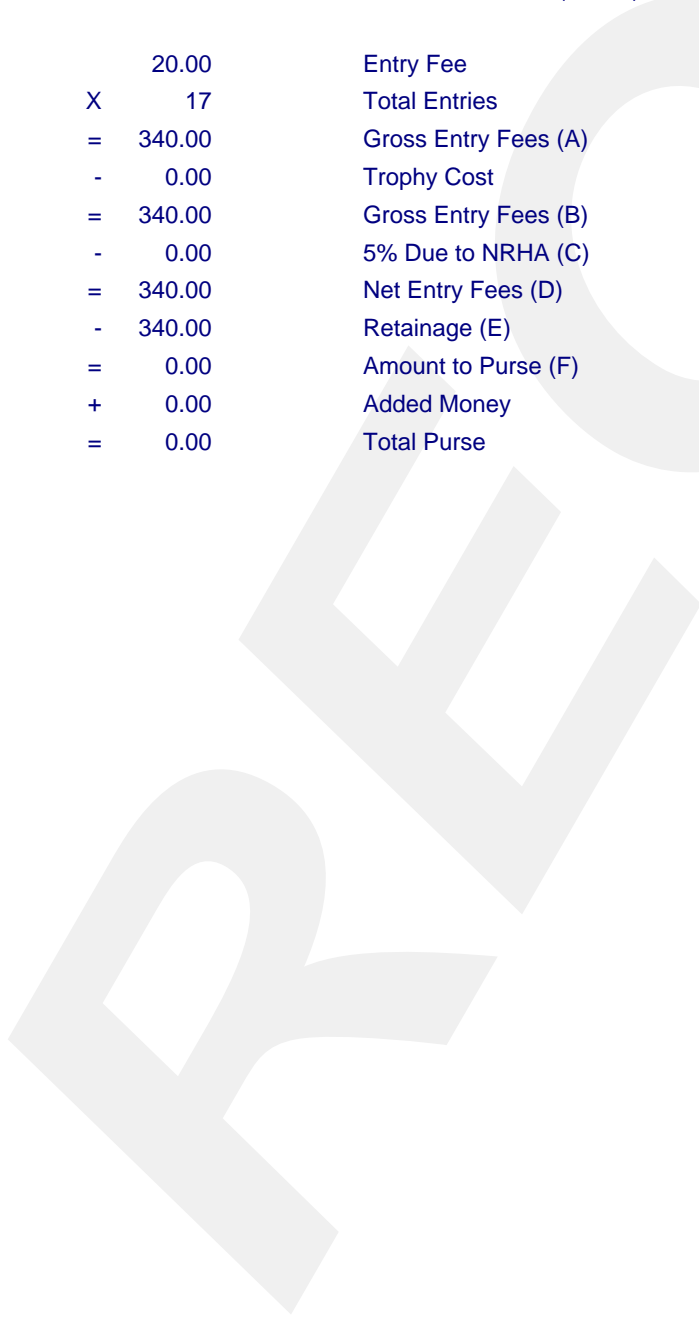 20.00 Entry Fee
X 17 Total Entries
= 340.00 Gross Entry Fees (A)
- 0.00 Trophy Cost
= 340.00 Gross Entry Fees (B)
- 0.00 5% Due to NRHA (C)
= 340.00 Net Entry Fees (D)
- 340.00 Retainage (E)
= 0.00 Amount to Purse (F)
+ 0.00 Added Money
= 0.00 Total Purse